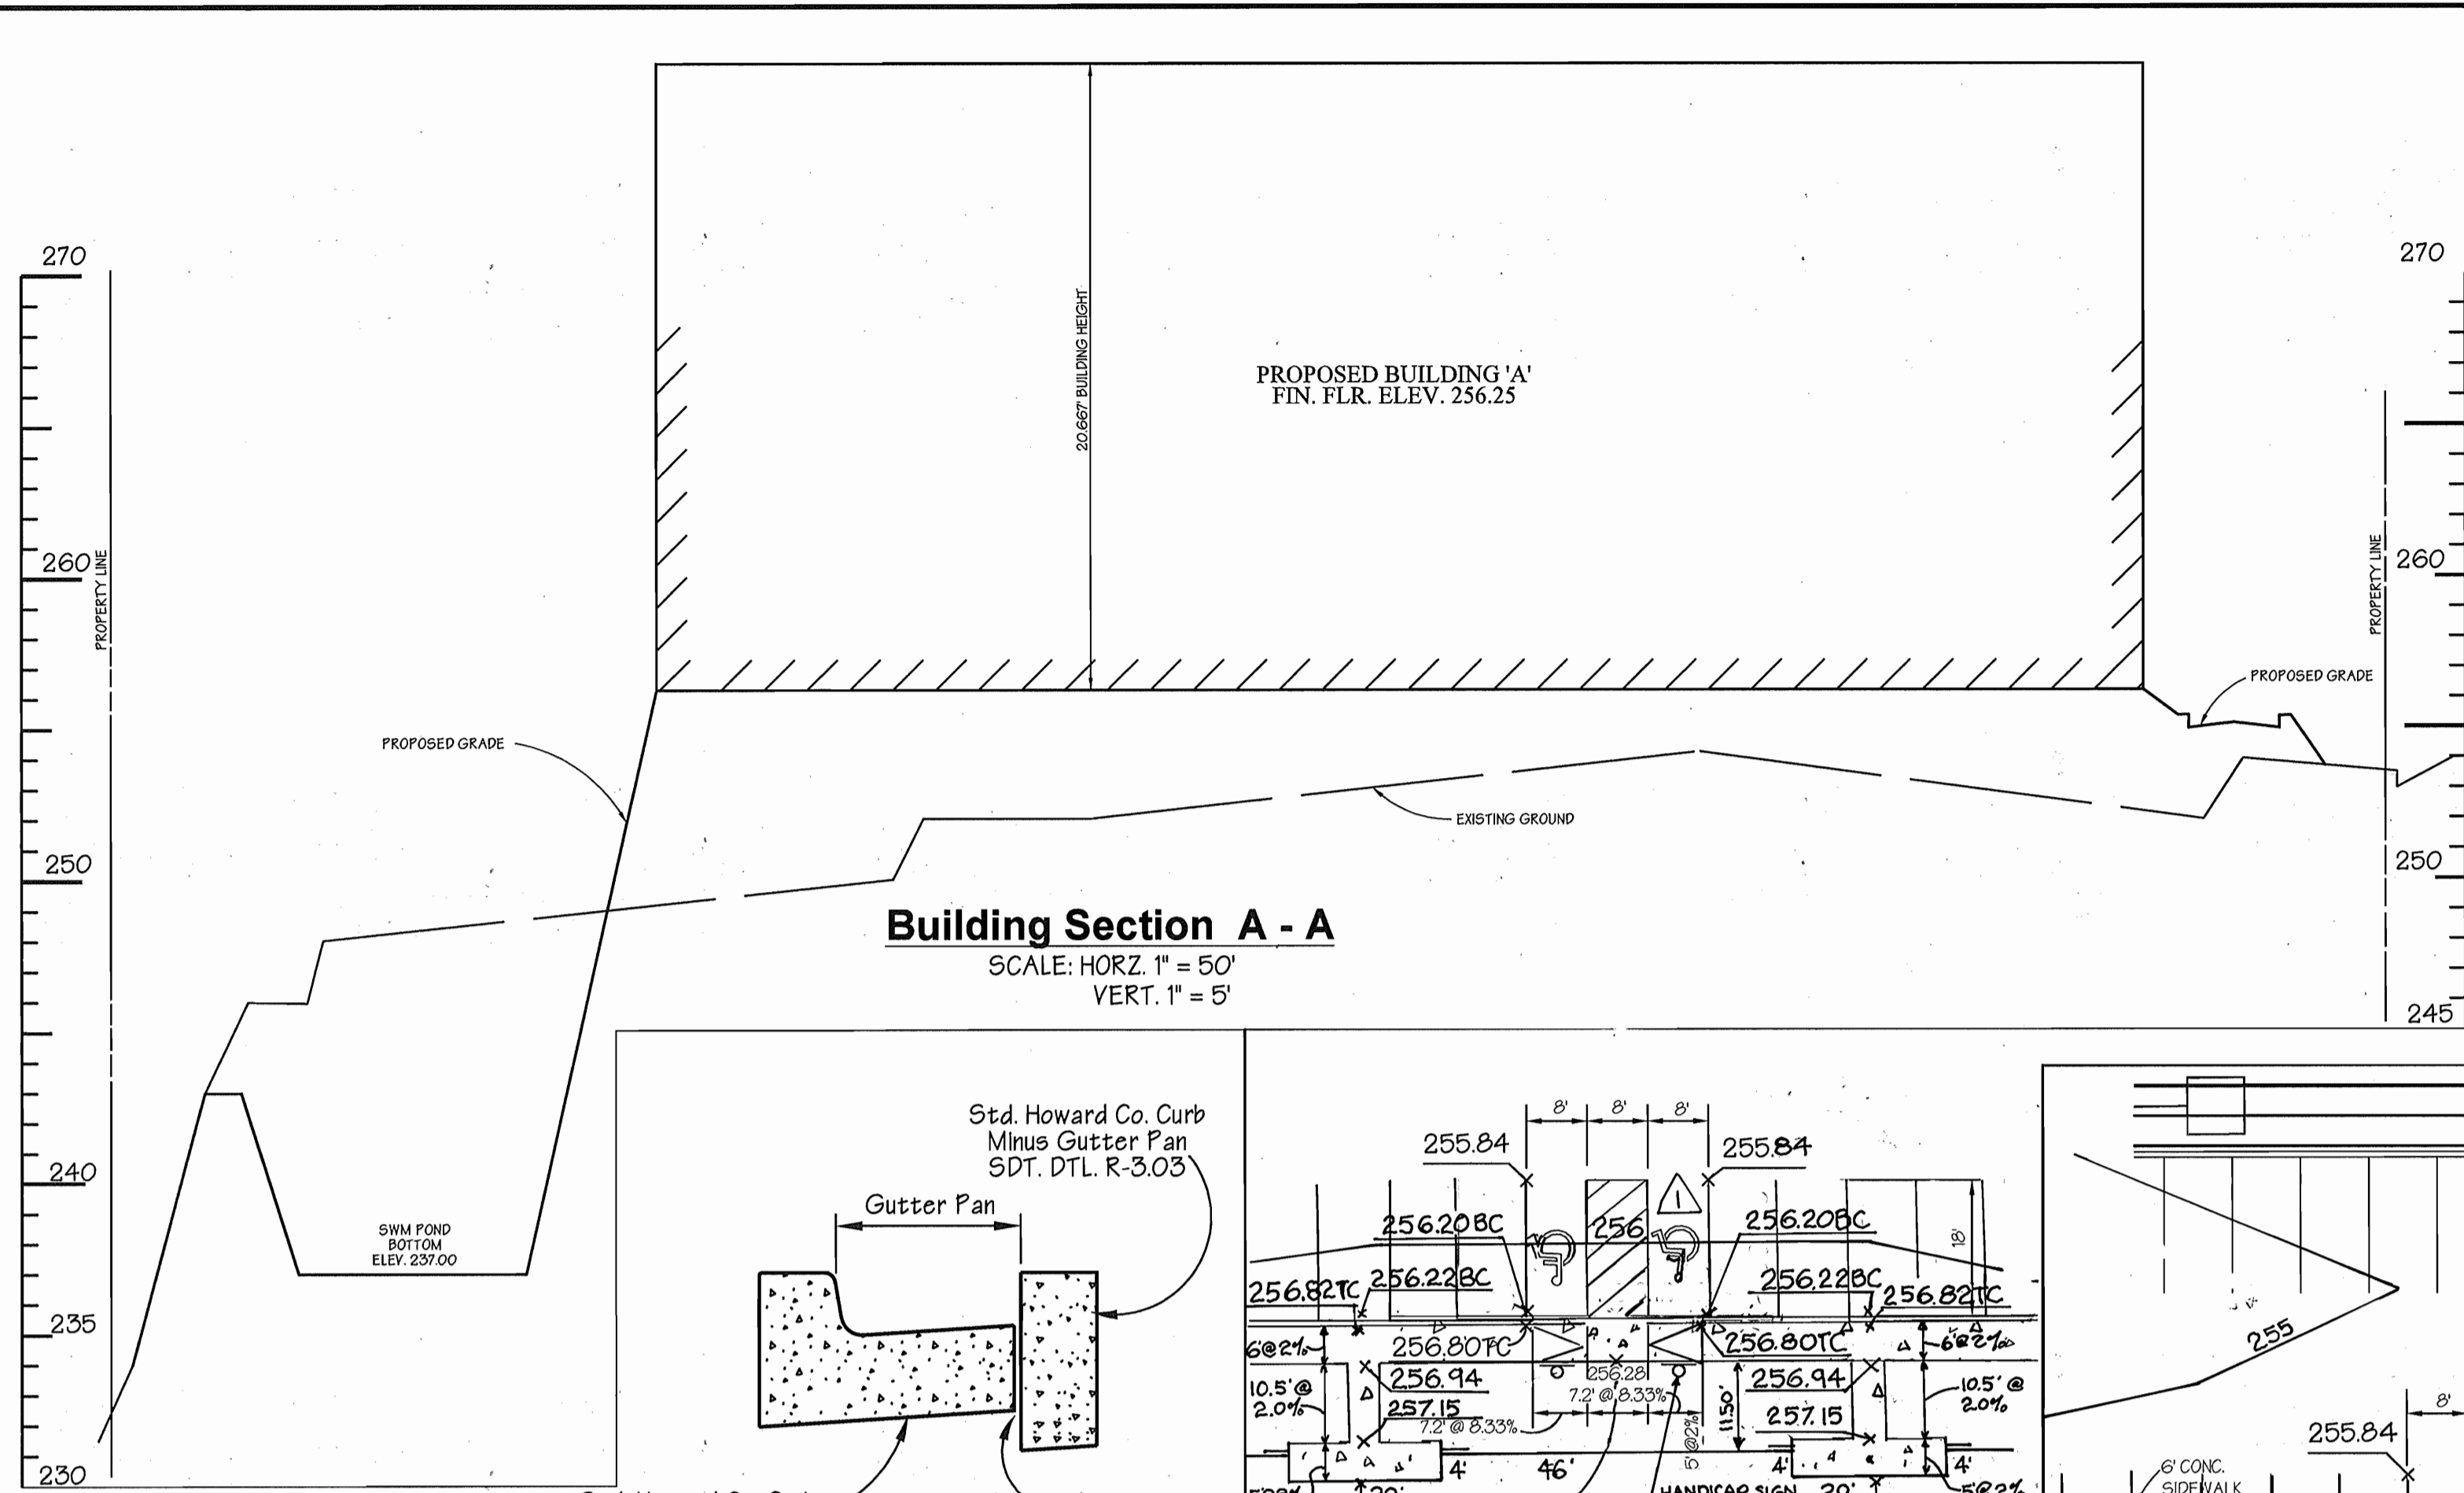 270
270
20.667' BUILDING HEIGHT
PROPOSED BUILDING 'A'
FIN. FLR. ELEV. 256.25
260
PROPERTY LINE
PROPERTY LINE
260
PROPOSED GRADE
PROPOSED GRADE
EXISTING GROUND
250
250
Building Section A - A
SCALE: HORZ. 1" = 50'
VERT. 1" = 5'
245
240
SWM POND
BOTTOM
ELEV. 237.00
235
230
Std. Howard Co. Curb
Minus Gutter Pan
SDT. DTL. R-3.03
Gutter Pan
8'
8'
8'
255.84
255.84
1
256.20BC
256
256.20BC
18'
256.82TC
256.22BC
256.22BC
256.82TC
6@2%
256.80TC
256.80TC
6@2%
256.94
256.28
256.94
10.5' @
2.0%
7.2' @ 8.33%
11.50'
10.5' @
2.0%
257.15
7.2' @ 8.33%
5'@2%
257.15
4'
46'
4'
4'
HANDICAP SIGN
20'
5@2%
255
8'
255.84
6' CONC.
SIDEWALK